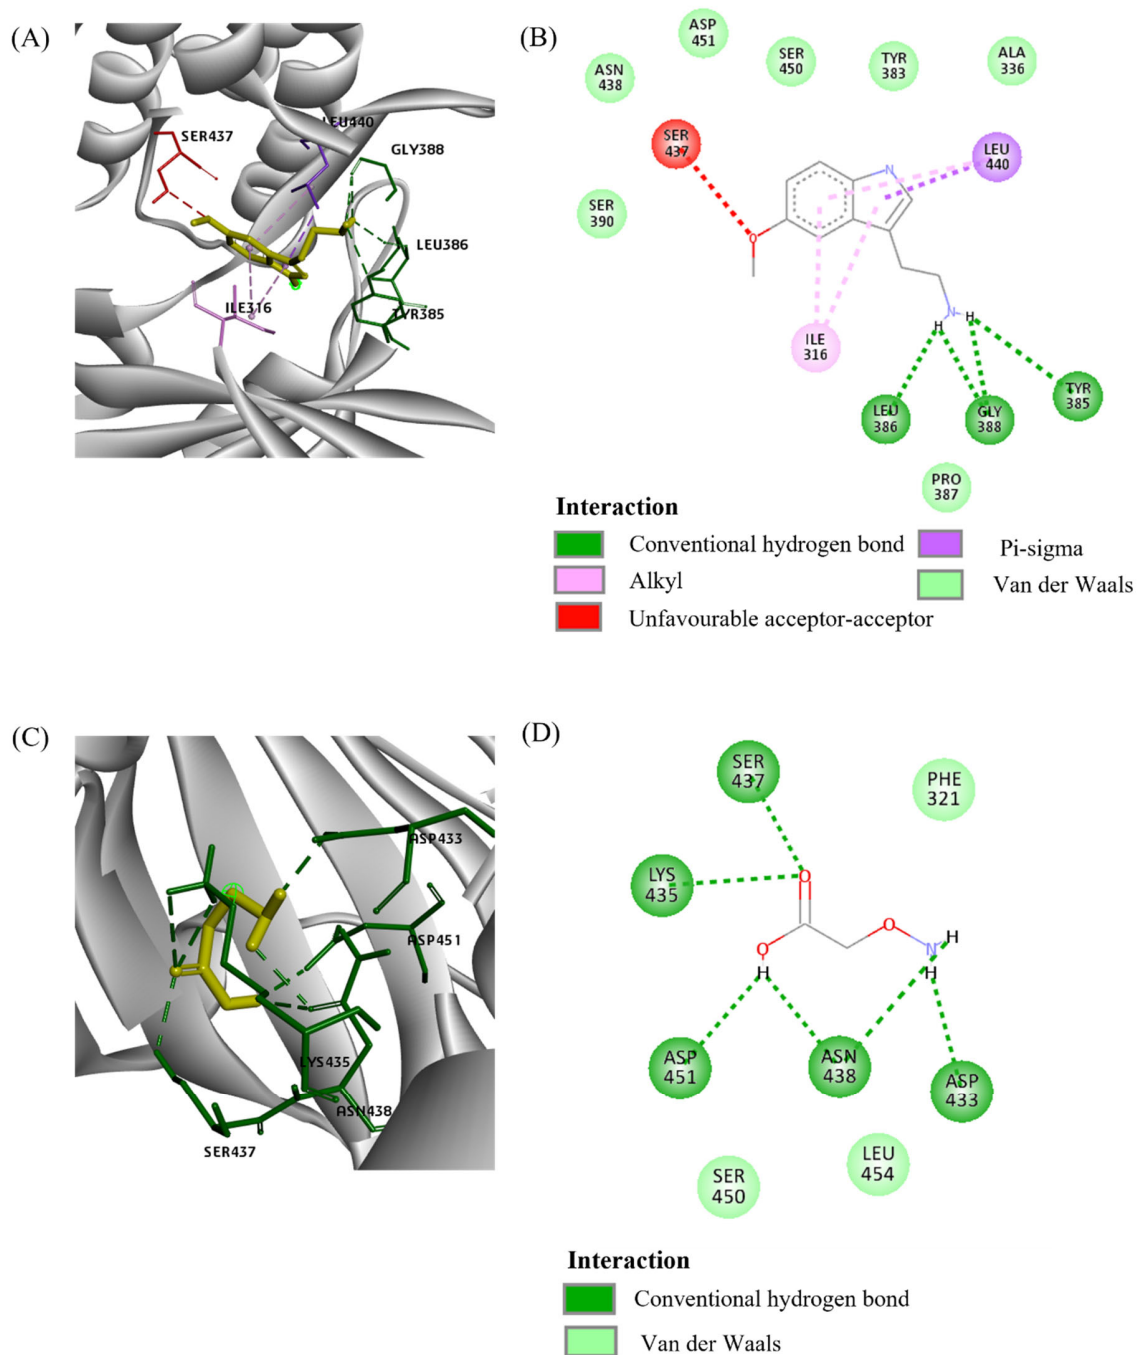 (A)
SER437
LEU440
GLY388
LEU386
TYR385
ILE316
(B)
ASP
451
ASN
438
SER
450
TYR
383
ALA
336
SER
437
LEU
440
SER
390
N
O
N
H H
ILE
316
LEU
386
GLY
388
TYR
385
PRO
387
Interaction
Conventional hydrogen bond
Alkyl
Unfavourable acceptor-acceptor
Pi-sigma
Van der Waals
(C)
ASP433
ASP451
LYS435
ASN438
SER437
(D)
SER
437
PHE
321
LYS
435
O
O
H
O
N
H
H
ASP
451
ASN
438
ASP
433
LEU
454
SER
450
Interaction
Conventional hydrogen bond
Van der Waals